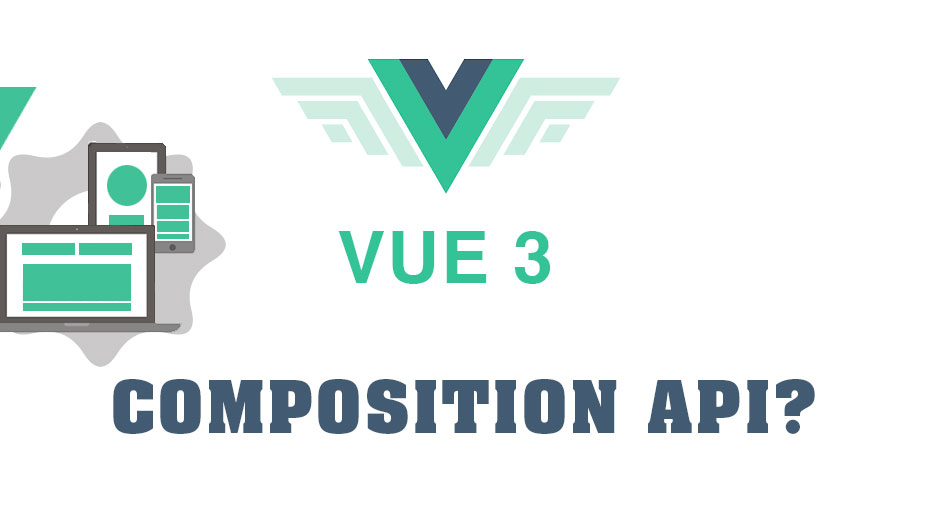 VUE 3
COMPOSITION API?